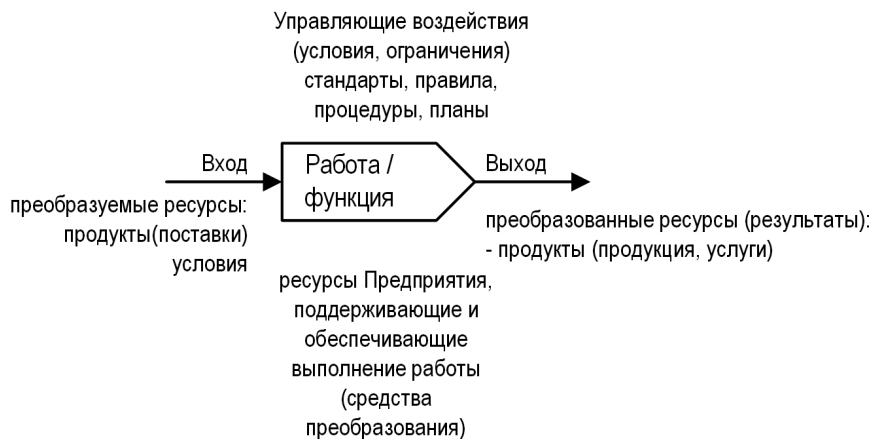 Управляющие воздействия
(условия, ограничения)
стандарты, правила,
процедуры, планы
Вход
Работа /
функция
Выход
преобразуемые ресурсы:
продукты(поставки)
условия
преобразованные ресурсы (результаты):
- продукты (продукция, услуги)
ресурсы Предприятия,
поддерживающие и
обеспечивающие
выполнение работы
(средства
преобразования)